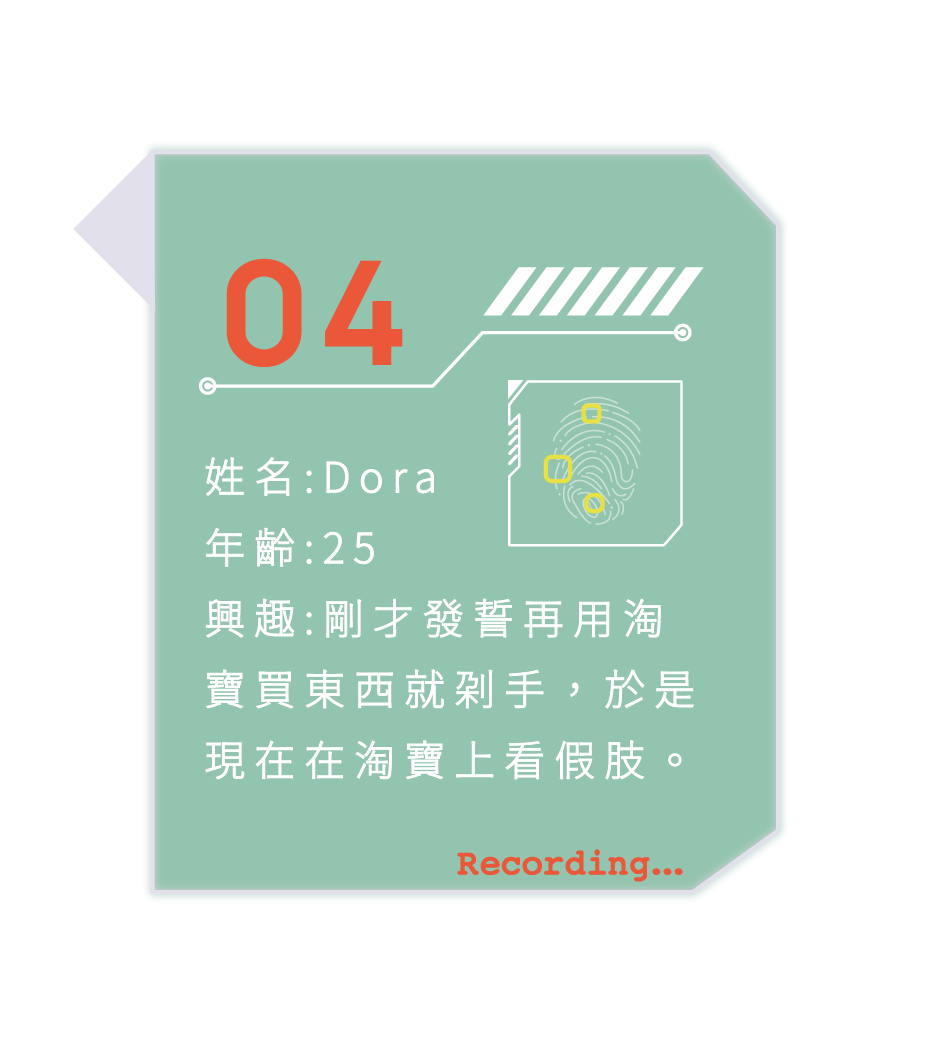 04
姓名:Dora
年齡:25
興趣:剛才發誓再用淘
寶買東西就剁手，於是
現在在淘寶上看假肢。
Recording...